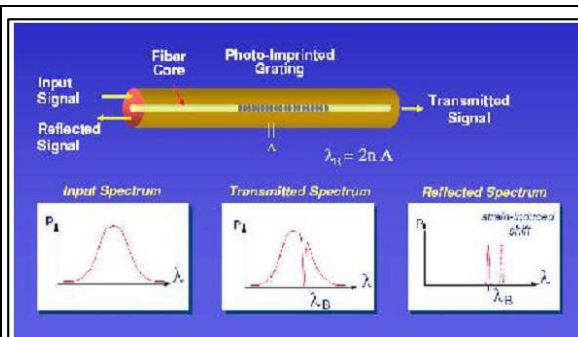 Fiber
Core
Photo-Imprinted
Grating
Input
Signal
Reflected
Signal
Transmitted
Signal
Λ
λB = 2n Λ
Input Spectrum
Transmitted Spectrum
Reflected Spectrum
P
λ
P
λ
λB
strain-induced
shift
P
λ
λB